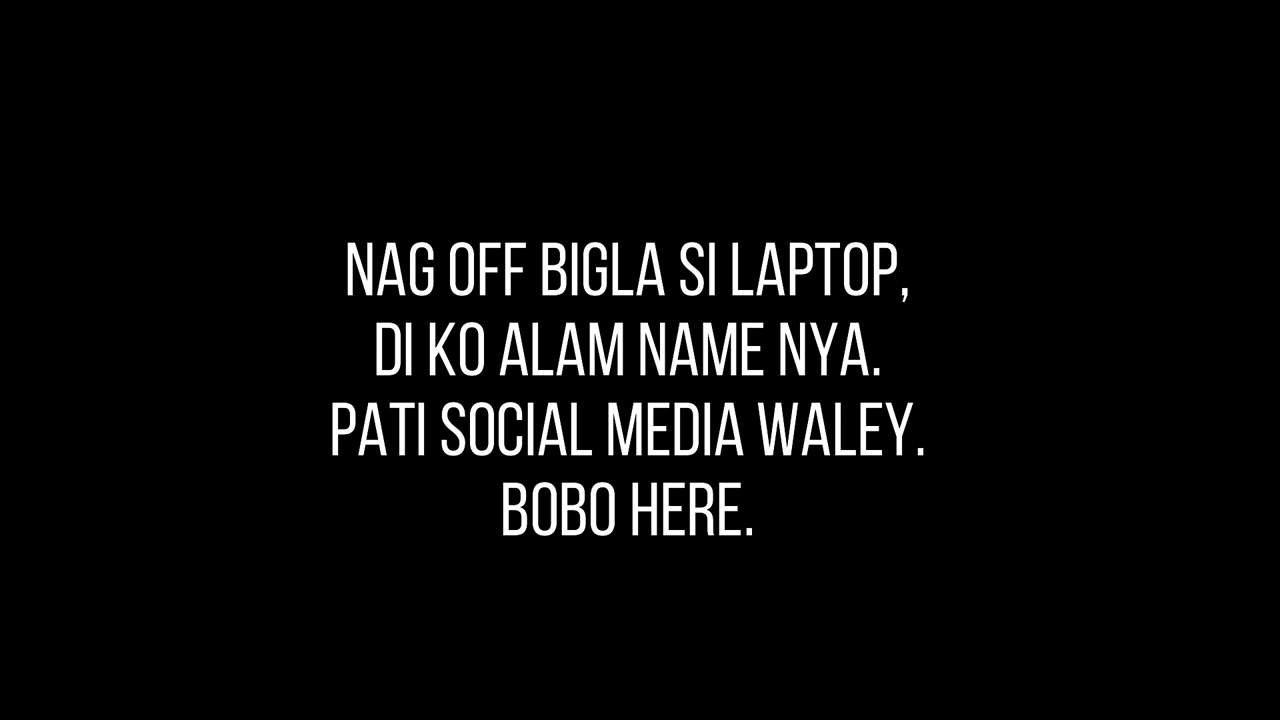 NAG OFF BIGLA SI LAPTOP,
DI KO ALAM NAME NYA.
PATI SOCIAL MEDIA WALEY.
BOBO HERE.